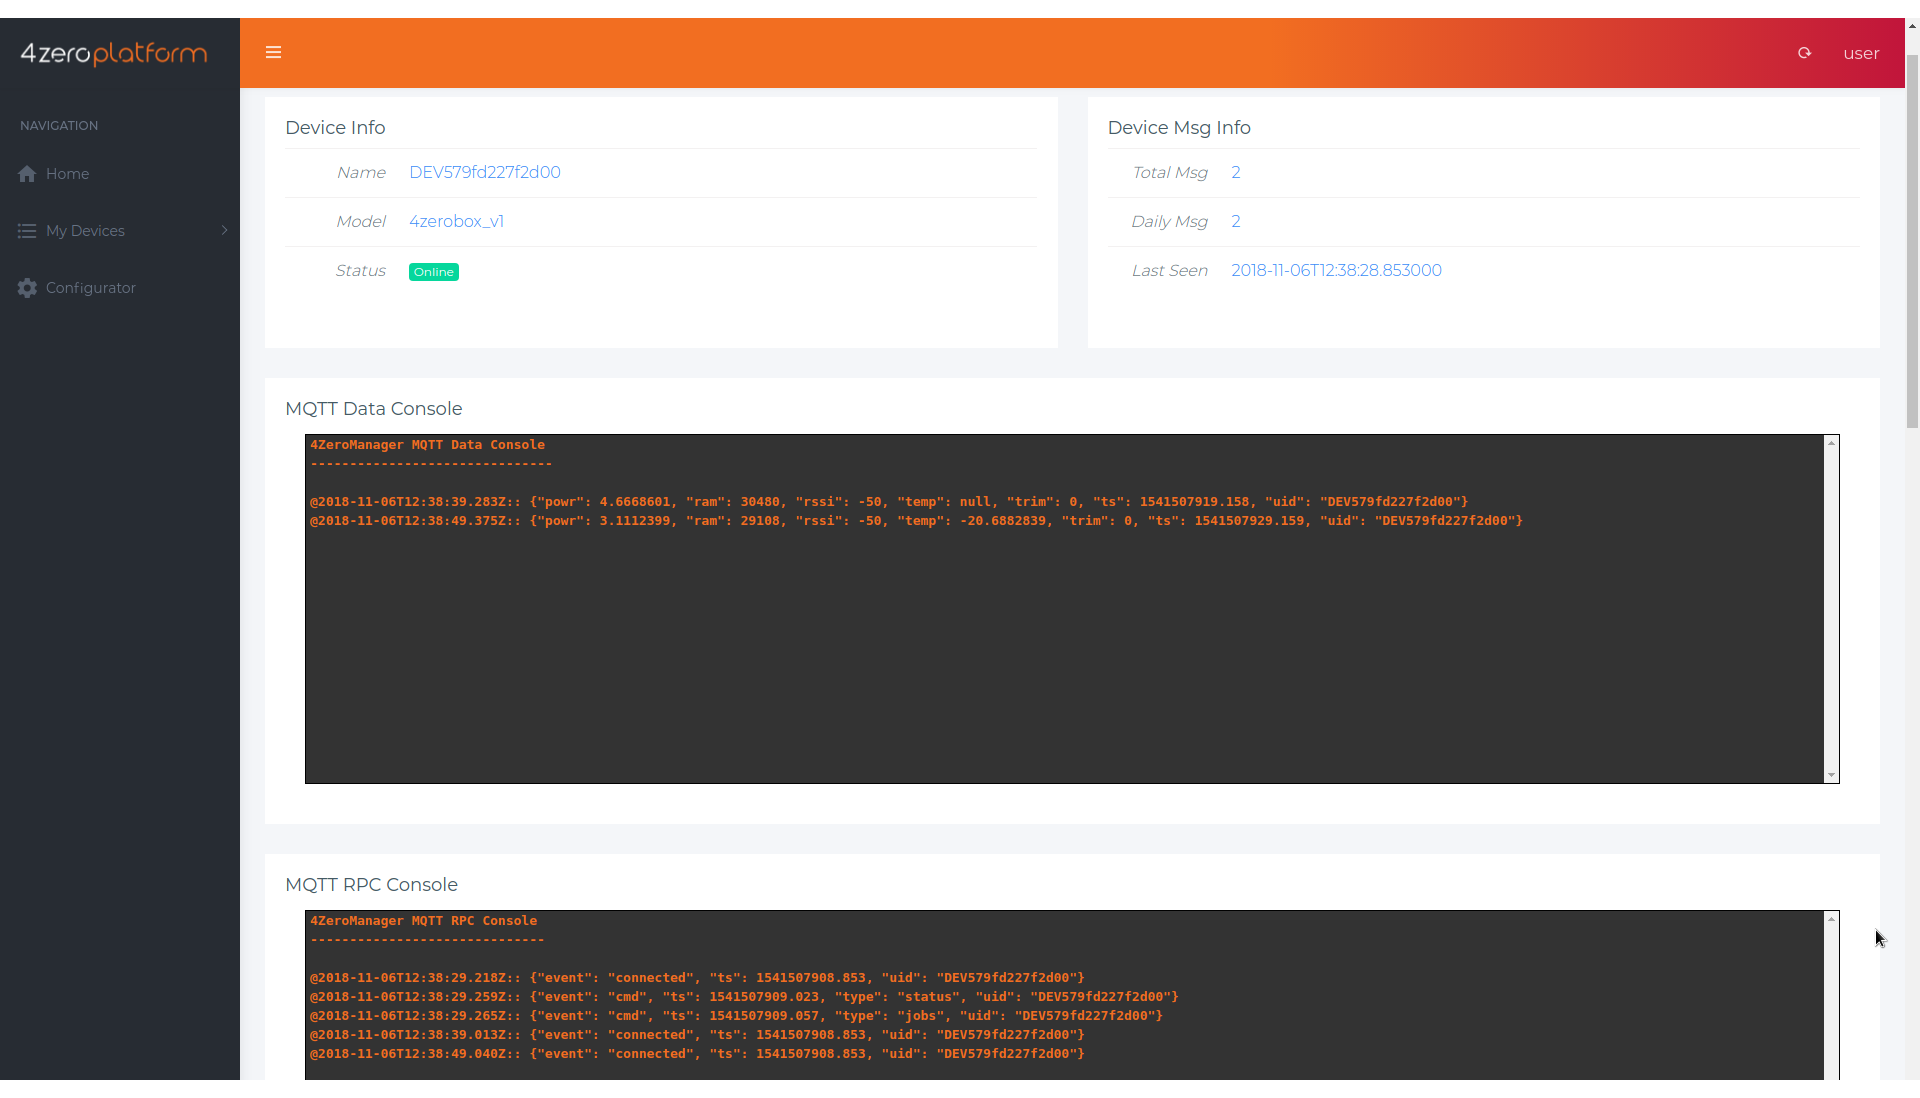 4zeroplatform
user
NAVIGATION
Home
My Devices
Configurator
Device Info
Name DEV579fd227f2d00
Model 4zerobox_v1
Status Online
Device Msg Info
Total Msg 2
Daily Msg 2
Last Seen 2018-11-06T12:38:28.853000
MQTT Data Console
4ZeroManager MQTT Data Console
-------------------------------
@2018-11-06T12:38:39.283Z:: {"powr": 4.6668601, "ram": 30480, "rssi": -50, "temp": null, "trim": 0, "ts": 1541507919.158, "uid": "DEV579fd227f2d00"}
@2018-11-06T12:38:49.375Z:: {"powr": 3.1112399, "ram": 29108, "rssi": -50, "temp": -20.6882839, "trim": 0, "ts": 1541507929.159, "uid": "DEV579fd227f2d00"}
MQTT RPC Console
4ZeroManager MQTT RPC Console
------------------------------
@2018-11-06T12:38:29.218Z:: {"event": "connected", "ts": 1541507908.853, "uid": "DEV579fd227f2d00"}
@2018-11-06T12:38:29.259Z:: {"event": "cmd", "ts": 1541507909.023, "type": "status", "uid": "DEV579fd227f2d00"}
@2018-11-06T12:38:29.265Z:: {"event": "cmd", "ts": 1541507909.057, "type": "jobs", "uid": "DEV579fd227f2d00"}
@2018-11-06T12:38:39.013Z:: {"event": "connected", "ts": 1541507908.853, "uid": "DEV579fd227f2d00"}
@2018-11-06T12:38:49.040Z:: {"event": "connected", "ts": 1541507908.853, "uid": "DEV579fd227f2d00"}